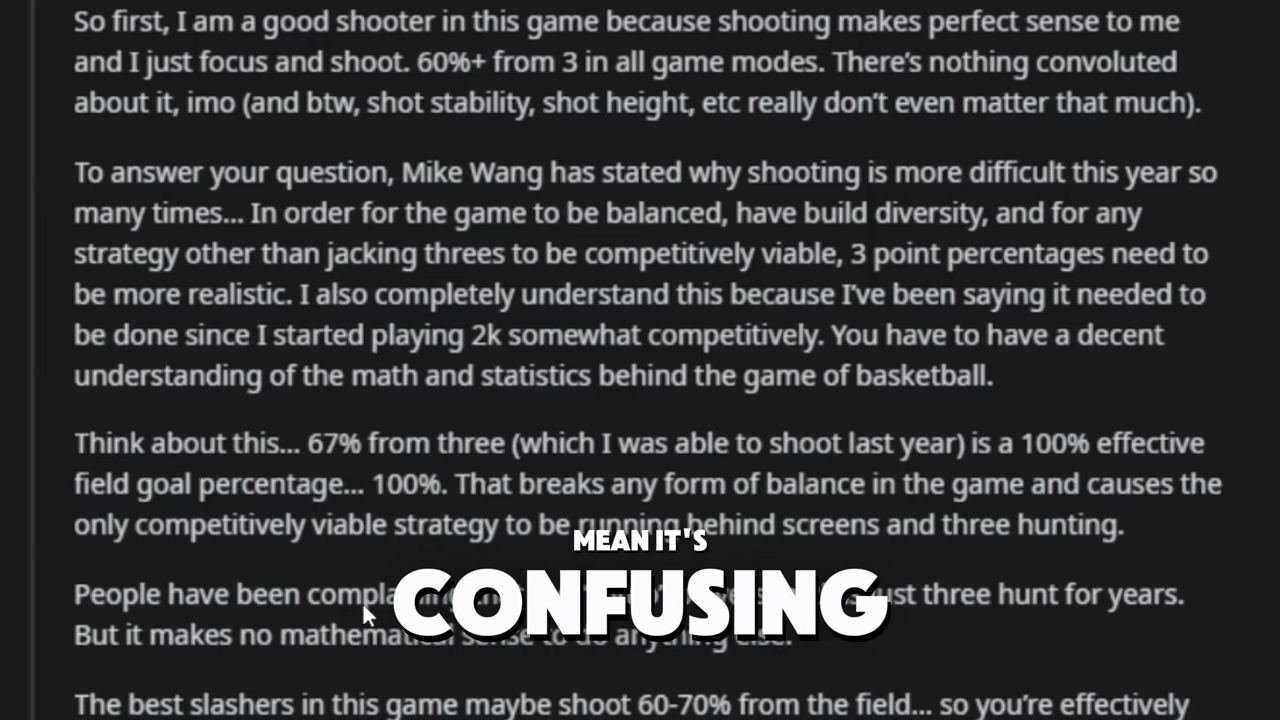 So first, I am a good shooter in this game because shooting makes perfect sense to me
and I just focus and shoot. 60%+ from 3 in all game modes. There's nothing convoluted
about it, imo (and btw, shot stability, shot height, etc really don't even matter that much).
To answer your question, Mike Wang has stated why shooting is more difficult this year so
many times... In order for the game to be balanced, have build diversity, and for any
strategy other than jacking threes to be competitively viable, 3 point percentages need to
be more realistic. I also completely understand this because I've been saying it needed to
be done since I started playing 2k somewhat competitively. You have to have a decent
understanding of the math and statistics behind the game of basketball.
Think about this... 67% from three (which I was able to shoot last year) is a 100% effective
field goal percentage... 100%. That breaks any form of balance in the game and causes the
only competitively viable strategy to be running behind screens and three hunting.
MEAN IT'S
CONFUSING
People have been three hunt for years.
But it makes no mathematical sense to do anything else.
The best slashers in this game maybe shoot 60-70% from the field... so you're effectively